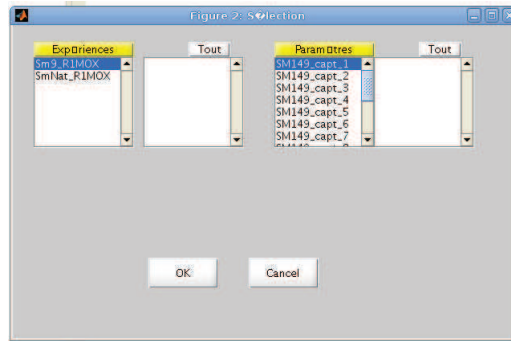 Figure 2: S�lection
Exp□riences
Tout
Param□tres
Tout
Sm9_R1MOX
SmNat_R1MOX
SM149_capt_1
SM149_capt_2
SM149_capt_3
SM149_capt_4
SM149_capt_5
SM149_capt_6
SM149_capt_7
OK
Cancel